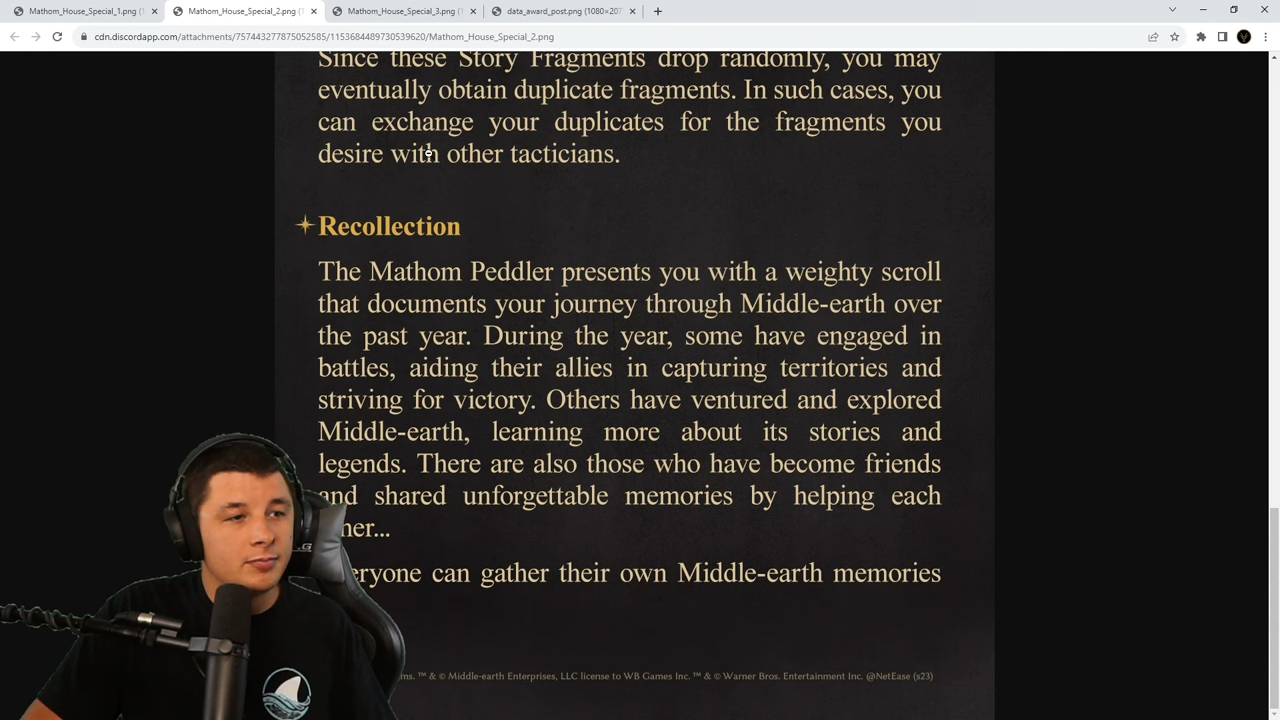 Mathom_House_Special_1.png (1
Mathom_House_Special_2.png (1
Mathom_House_Special_3.png (1
data_award_post.png (1080×207
cdn.discordapp.com/attachments/757443277875052585/1153684489730539620/Mathom_House_Special_2.png
Since these Story Fragments drop randomly, you may
eventually obtain duplicate fragments. In such cases, you
can exchange your duplicates for the fragments you
desire with other tacticians.
Recollection
The Mathom Peddler presents you with a weighty scroll
that documents your journey through Middle-earth over
the past year. During the year, some have engaged in
battles, aiding their allies in capturing territories and
striving for victory. Others have ventured and explored
Middle-earth, learning more about its stories and
legends. There are also those who have become friends
and shared unforgettable memories by helping each
her...
eryone can gather their own Middle-earth memories
ms. ™ & © Middle-earth Enterprises, LLC license to WB Games Inc. ™ & © Warner Bros. Entertainment Inc. @NetEase (s23)